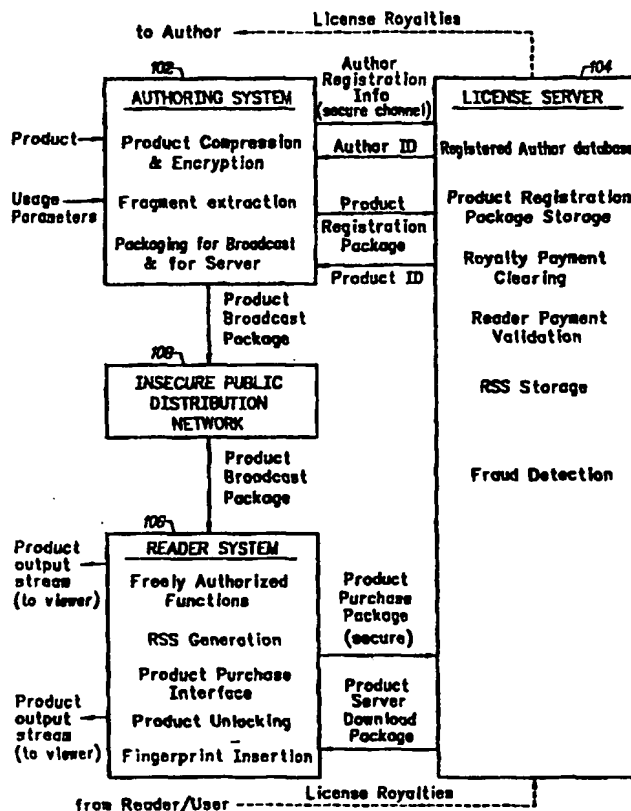 License Royalties
to Author
102
AUTHORING SYSTEM
Product Compression
& Encryption
Fragment extraction
Packaging for Broadcast
& for Server
Product
Usage
Parameters
Author
Registration
Info
(secure channel)
Author ID
Product
Registration
Package
Product ID
104
LICENSE SERVER
Registered Author database
Product Registration
Package Storage
Royalty Payment
Clearing
Reader Payment
Validation
RSS Storage
Fraud Detection
Product
Broadcast
Package
108
INSECURE PUBLIC
DISTRIBUTION
NETWORK
Product
Broadcast
Package
106
READER SYSTEM
Freely Authorized
Functions
RSS Generation
Product Purchase
Interface
Product Unlocking
Fingerprint Insertion
Product
output
stream
(to viewer)
Product
output
stream
(to viewer)
Product
Purchase
Package
(secure)
Product
Server
Download
Package
License Royalties
from Reader/User